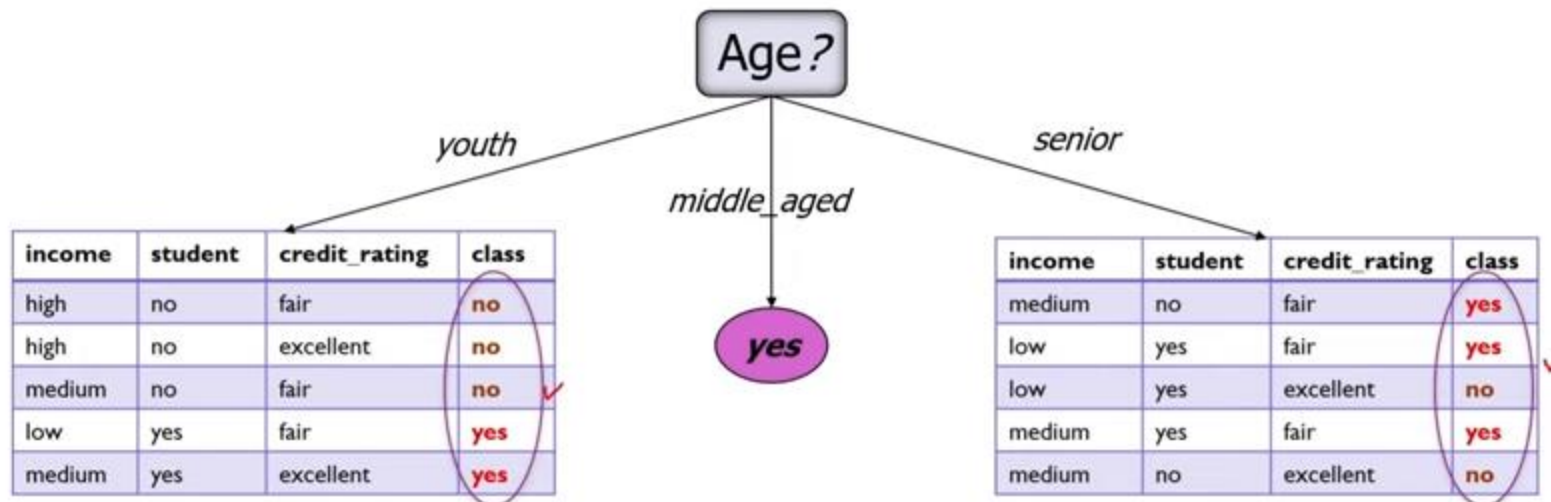 Age?
youth
middle_aged
senior
income student credit_rating class
high no fair no
high no excellent no
medium no fair no
low yes fair yes
medium yes excellent yes
yes
income student credit_rating class
medium no fair yes
low yes fair yes
low yes excellent no
medium yes fair yes
medium no excellent no